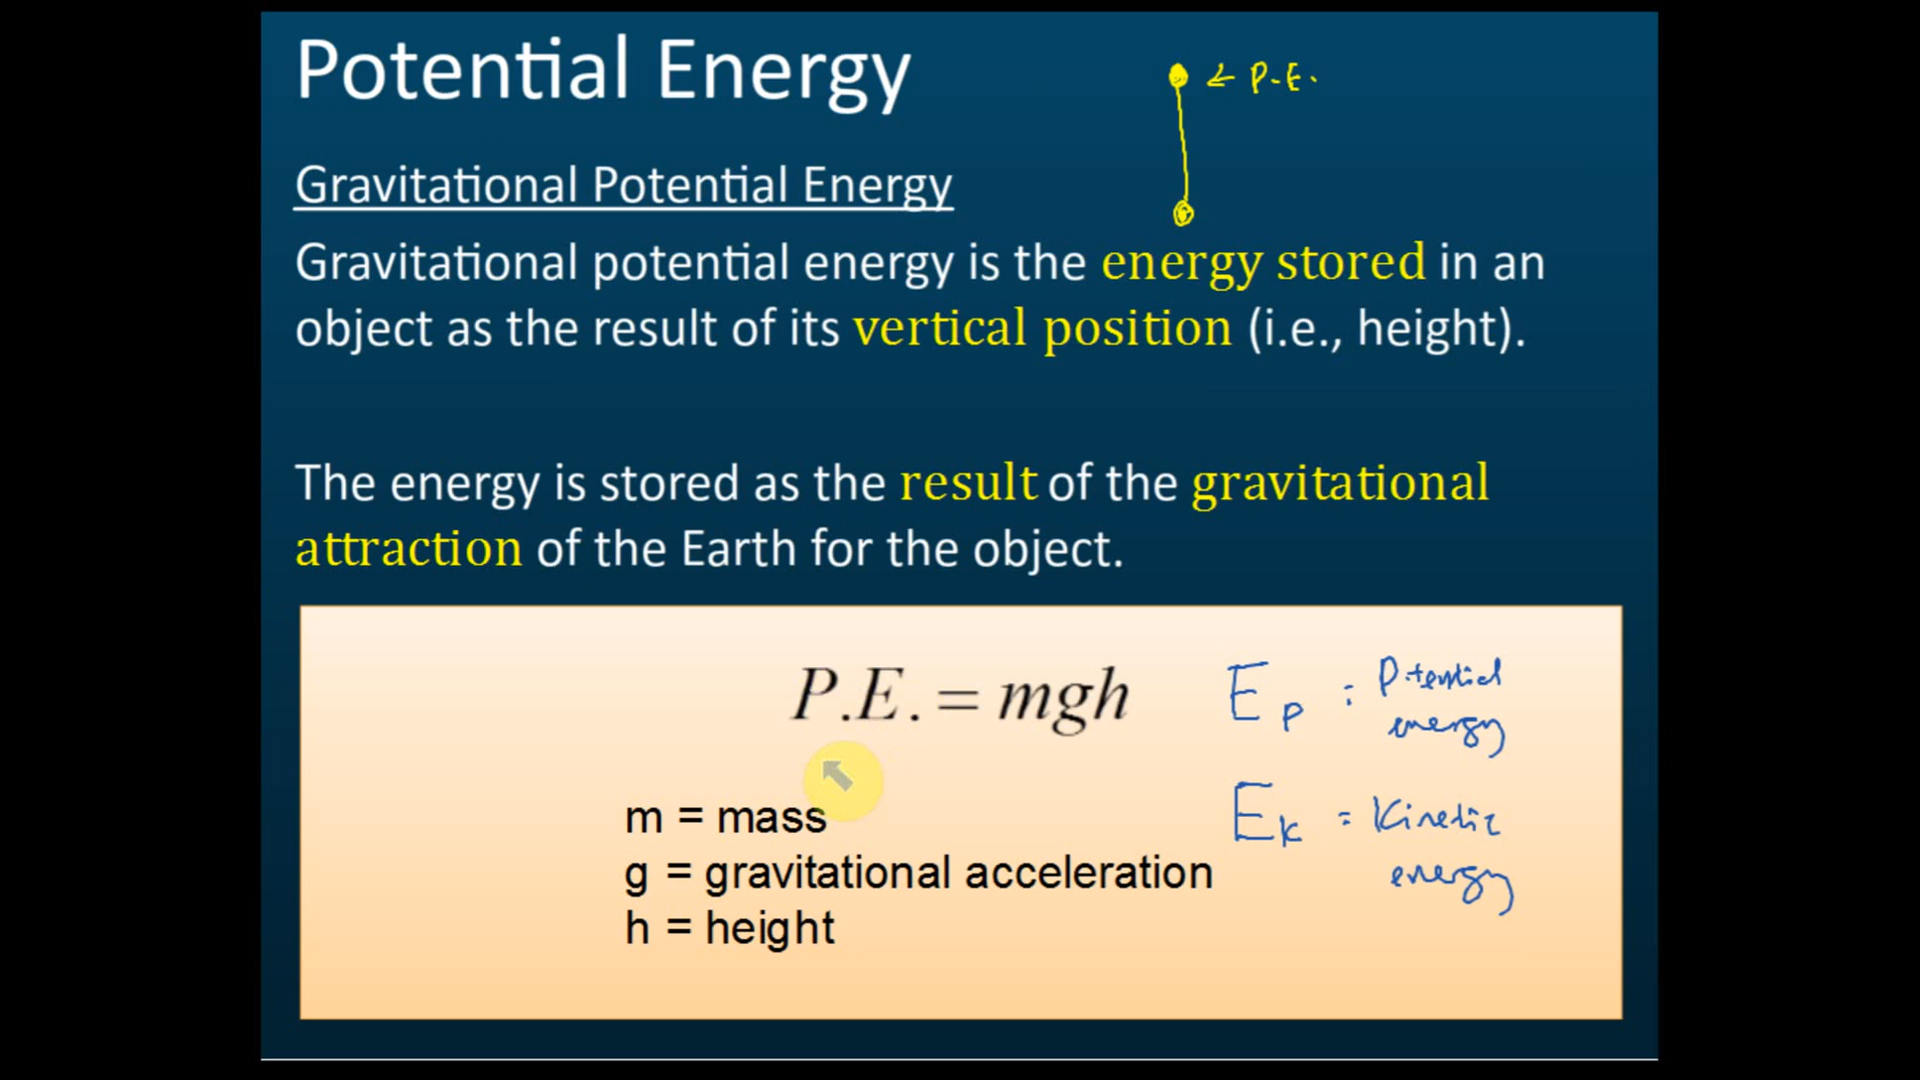 Potential Energy
← P.E.
Gravitational Potential Energy
Gravitational potential energy is the energy stored in an
object as the result of its vertical position (i.e., height).
The energy is stored as the result of the gravitational
attraction of the Earth for the object.
P.E. = mgh
E_p : Potential
energy
m = mass
g = gravitational acceleration
h = height
E_k = Kinetic
energy